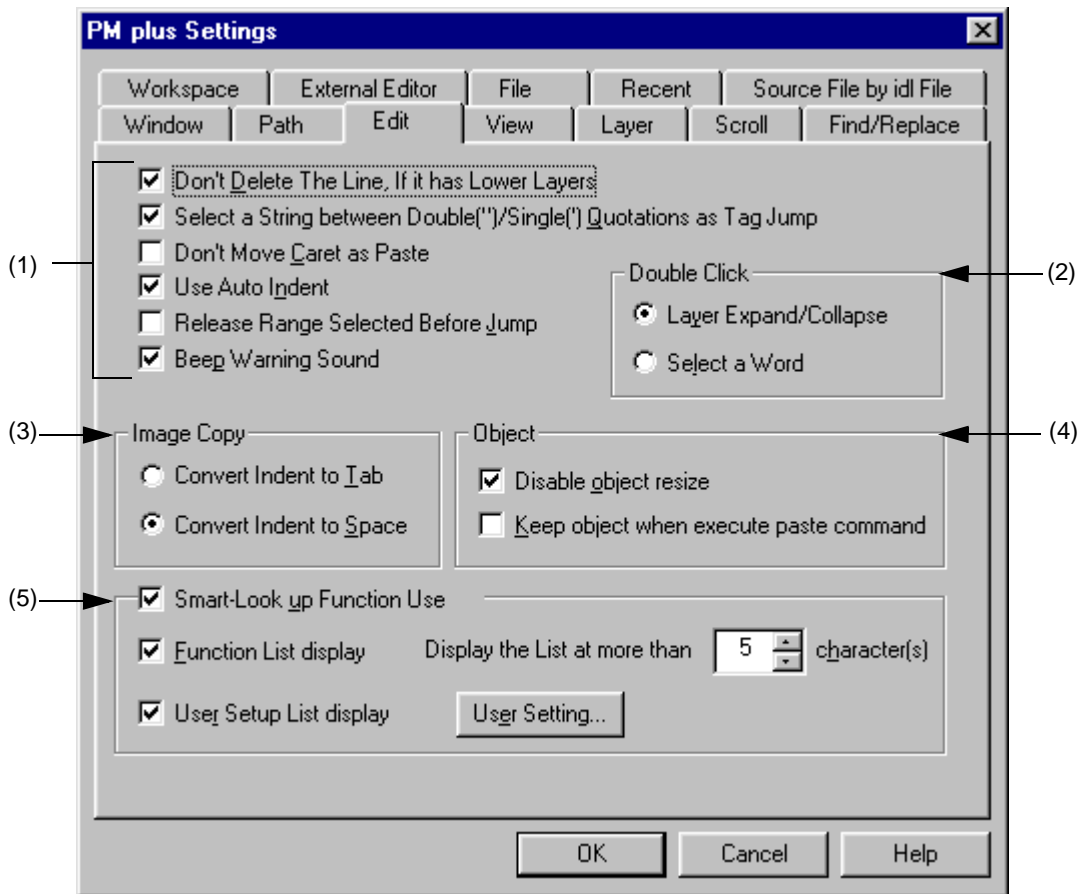 PM plus Settings
Workspace External Editor File Recent Source File by idl File
Window Path Edit View Layer Scroll Find/Replace
(1)
Don't Delete The Line, If it has Lower Layers
Select a String between Double(")/Single(') Quotations as Tag Jump
Don't Move Caret as Paste
Use Auto Indent
Release Range Selected Before Jump
Beep Warning Sound
Double Click
(2)
Layer Expand/Collapse
Select a Word
(3)
Image Copy
Convert Indent to Tab
Convert Indent to Space
Object
(4)
Disable object resize
Keep object when execute paste command
(5)
Smart-Look up Function Use
Function List display Display the List at more than 5 character(s)
User Setup List display User Setting...
OK Cancel Help